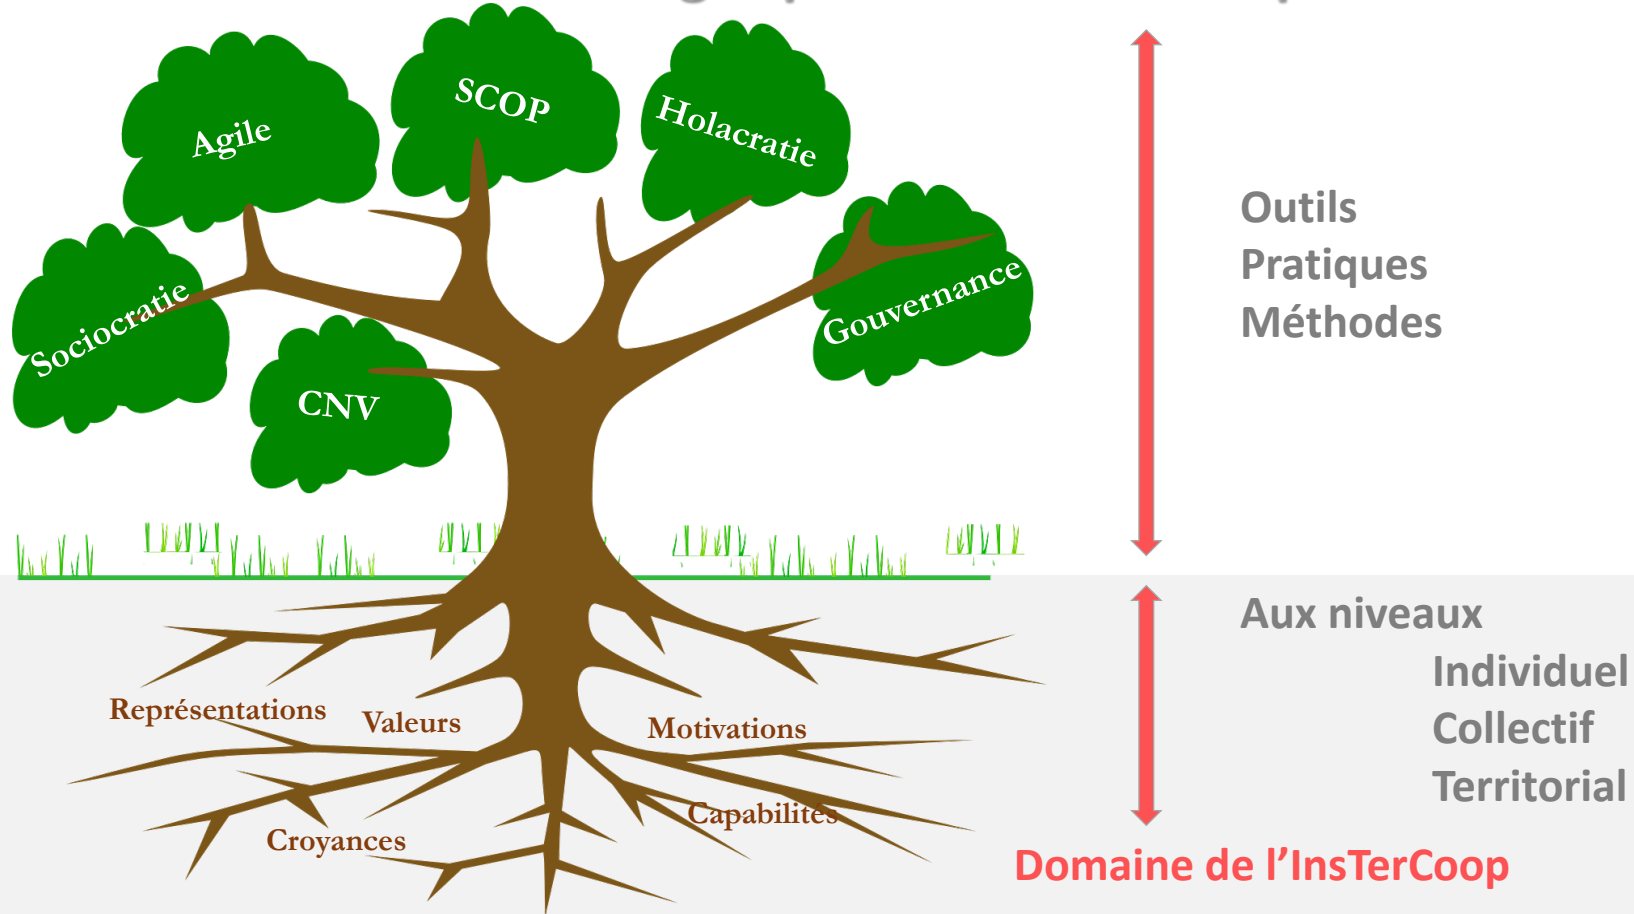 Agile
SCOP
Holacratie
Sociocratie
CNV
Gouvernance
Outils
Pratiques
Méthodes
Représentations
Valeurs
Motivations
Croyances
Capabilités
Aux niveaux
Individuel
Collectif
Territorial
Domaine de l’InsTerCoop